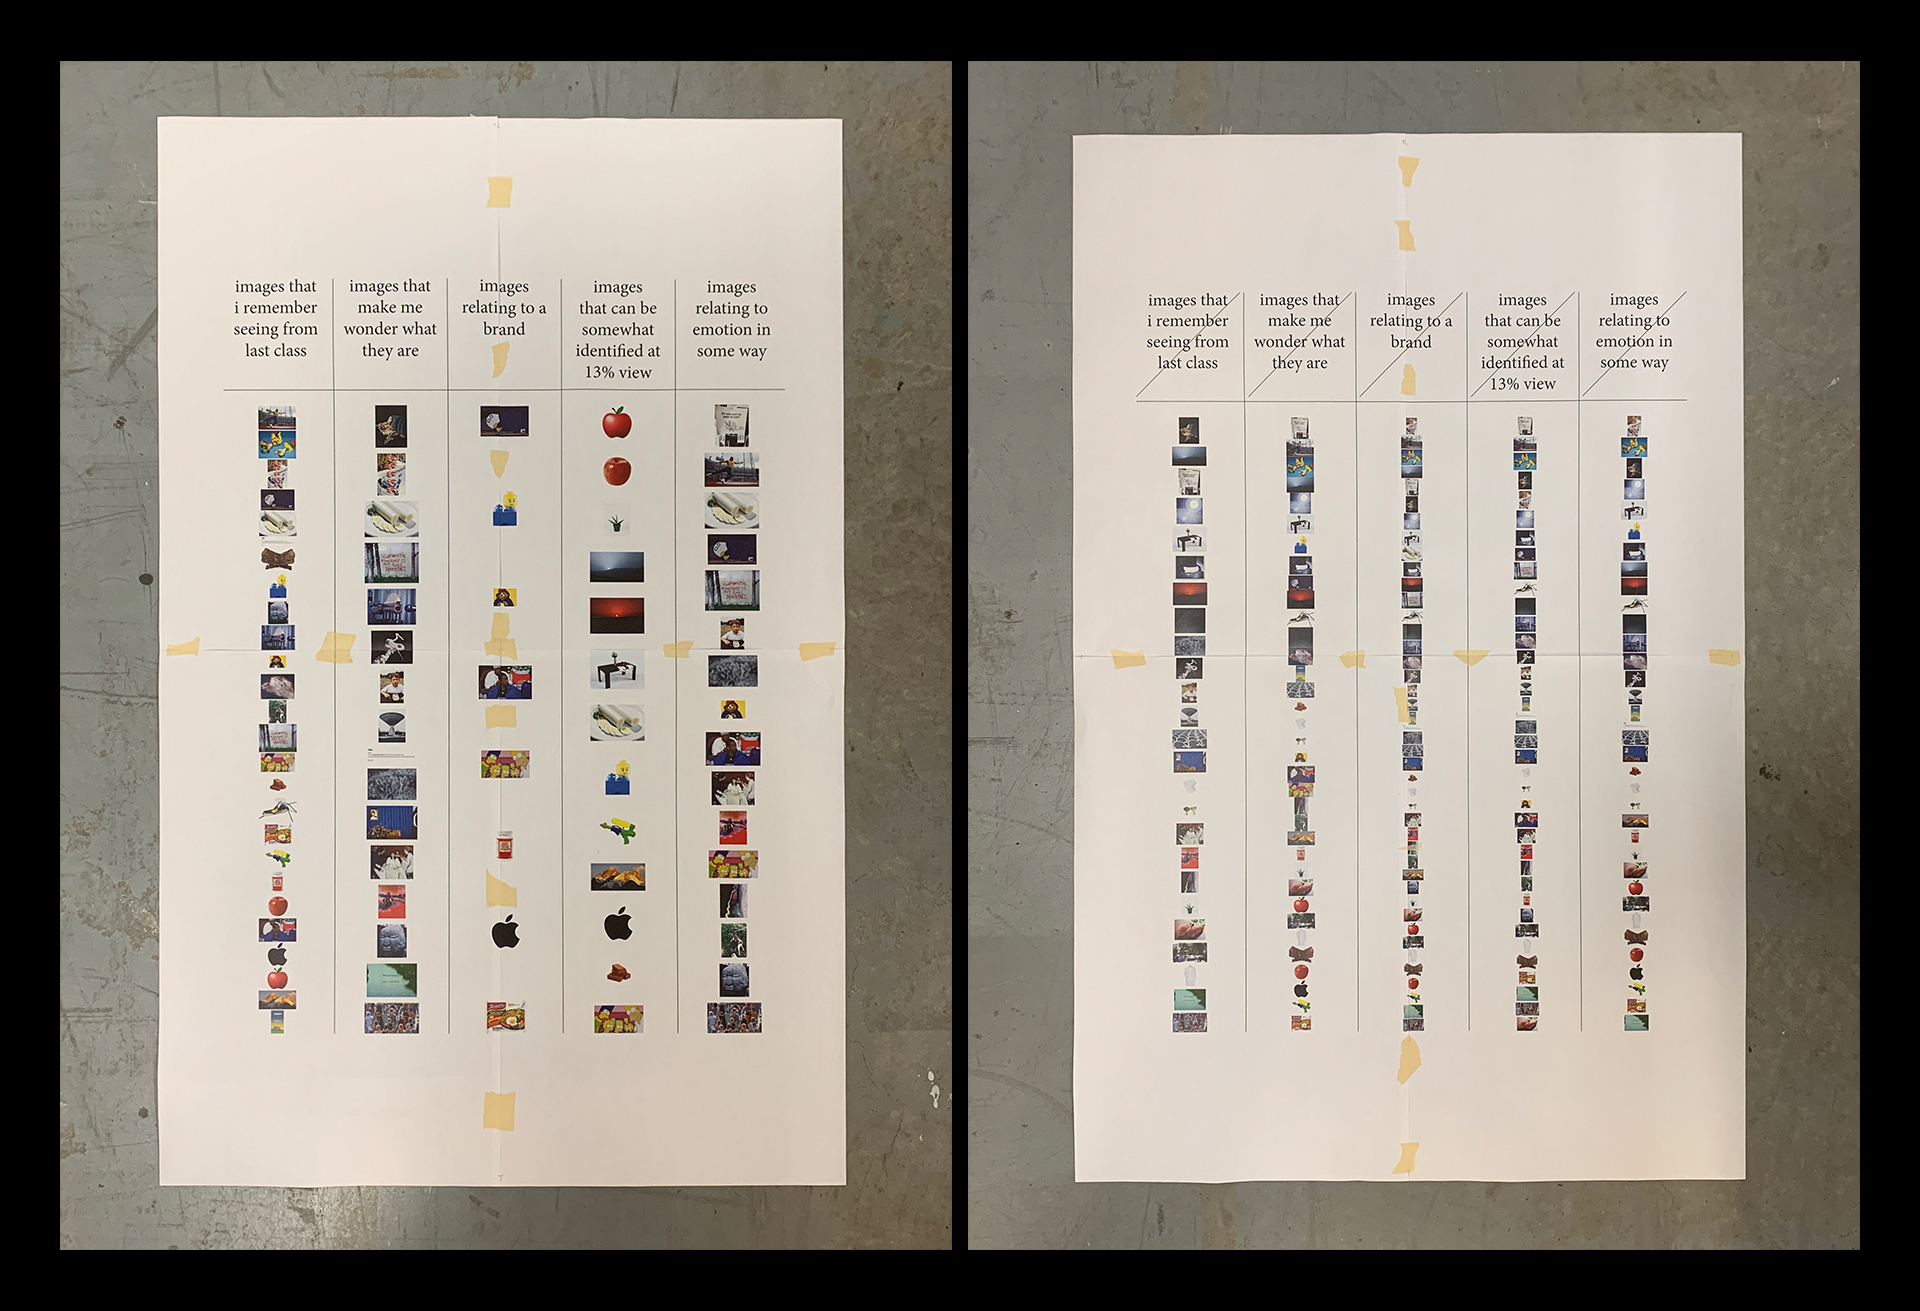 images that
i remember
seeing from
last class
images that
make me
wonder what
they are
images
relating to a
brand
images
that can be
somewhat
identified at
13% view
images
relating to
emotion in
some way
images that
i remember
seeing from
last class
images that
make me
wonder what
they are
images
relating to a
brand
images
that can be
somewhat
identified at
13% view
images
relating to
emotion in
some way